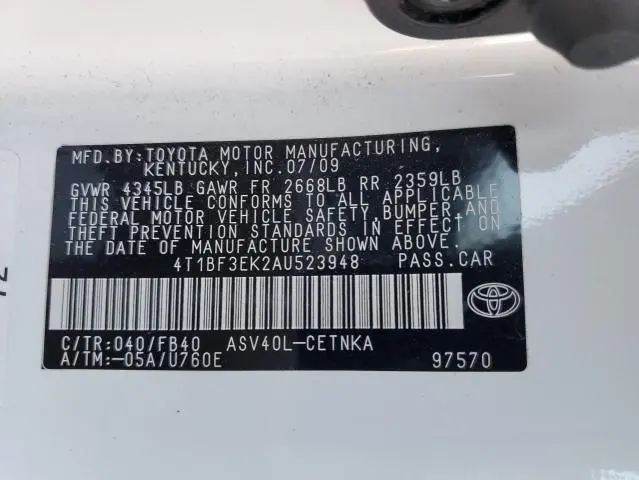 MFD.BY:TOYOTA MOTOR MANUFACTURING,
KENTUCKY,INC.07/09
GVWR 4345LB GAWR FR 2668LB RR 2359LB
THIS VEHICLE CONFORMS TO ALL APPLICABLE
FEDERAL MOTOR VEHICLE SAFETY,BUMPER,AND
THEFT PREVENTION STANDARDS IN EFFECT ON
THE DATE OF MANUFACTURE SHOWN ABOVE.
4T1BF3EK2AU523948 PASS.CAR
C/TR:040/FB40 ASV40L-CETNKA
A/TM:-05A/U760E 97570